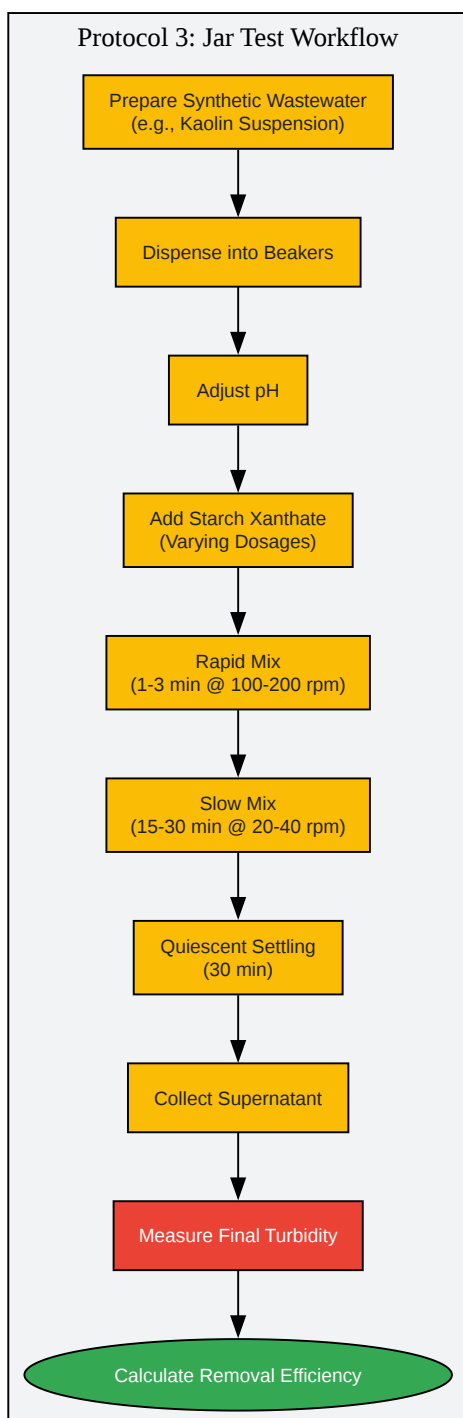 Protocol 3: Jar Test Workflow
Prepare Synthetic Wastewater
(e.g., Kaolin Suspension)
Dispense into Beakers
Adjust pH
Add Starch Xanthate
(Varying Dosages)
Rapid Mix
(1-3 min @ 100-200 rpm)
Slow Mix
(15-30 min @ 20-40 rpm)
Quiescent Settling
(30 min)
Collect Supernatant
Measure Final Turbidity
Calculate Removal Efficiency